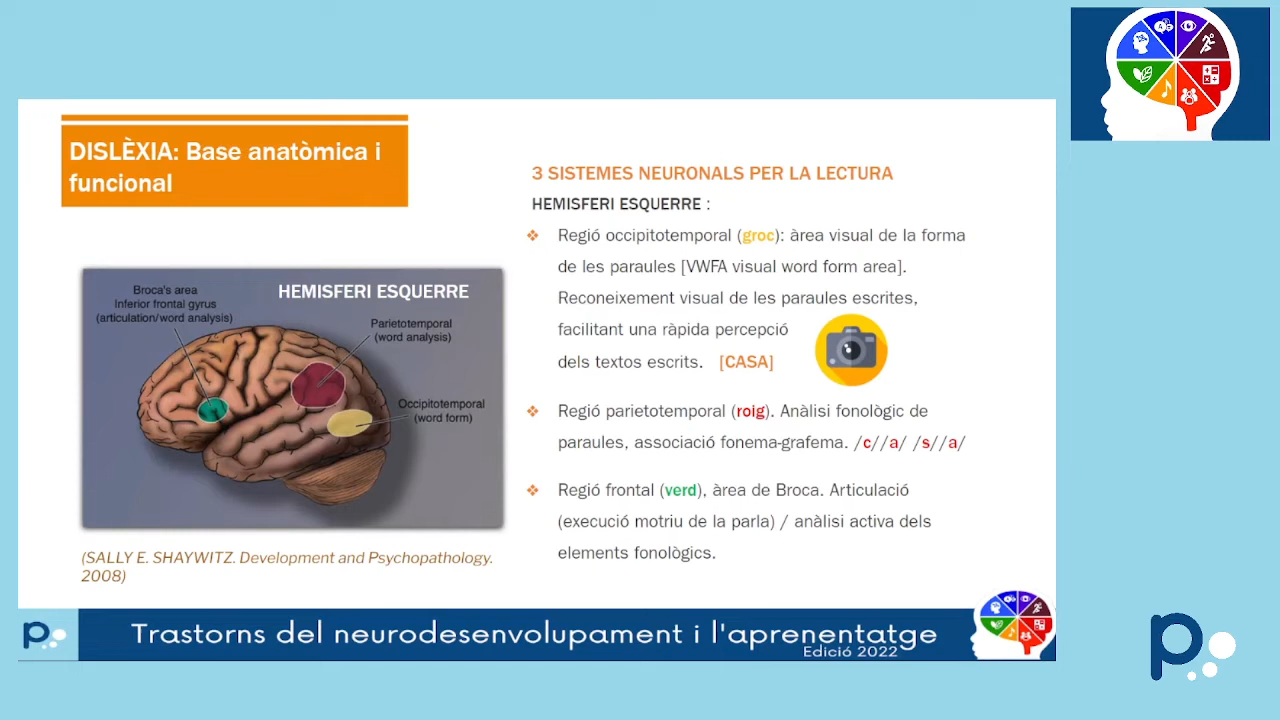 DISLÈXIA: Base anatòmica i
funcional
Broca's area
Inferior frontal gyrus
(articulation/word analysis)
HEMISFERI ESQUERRE
Parietotemporal
(word analysis)
Occipitotemporal
(word form)
(SALLY E. SHAYWITZ. Development and Psychopathology.
2008)
3 SISTEMES NEURONALS PER LA LECTURA
HEMISFERI ESQUERRE :
❖ Regió occipitotemporal (groc): àrea visual de la forma
de les paraules [VWFA visual word form area].
Reconeixement visual de les paraules escrites,
facilitant una ràpida percepció
dels textos escrits. [CASA]
❖ Regió parietotemporal (roig). Anàlisi fonològic de
paraules, associació fonema-grafema. /c//a/ /s//a/
❖ Regió frontal (verd), àrea de Broca. Articulació
(execució motriu de la parla) / anàlisi activa dels
elements fonològics.
p.
Trastorns del neurodesenvolupament i l'aprenentatge
Edició 2022
p.